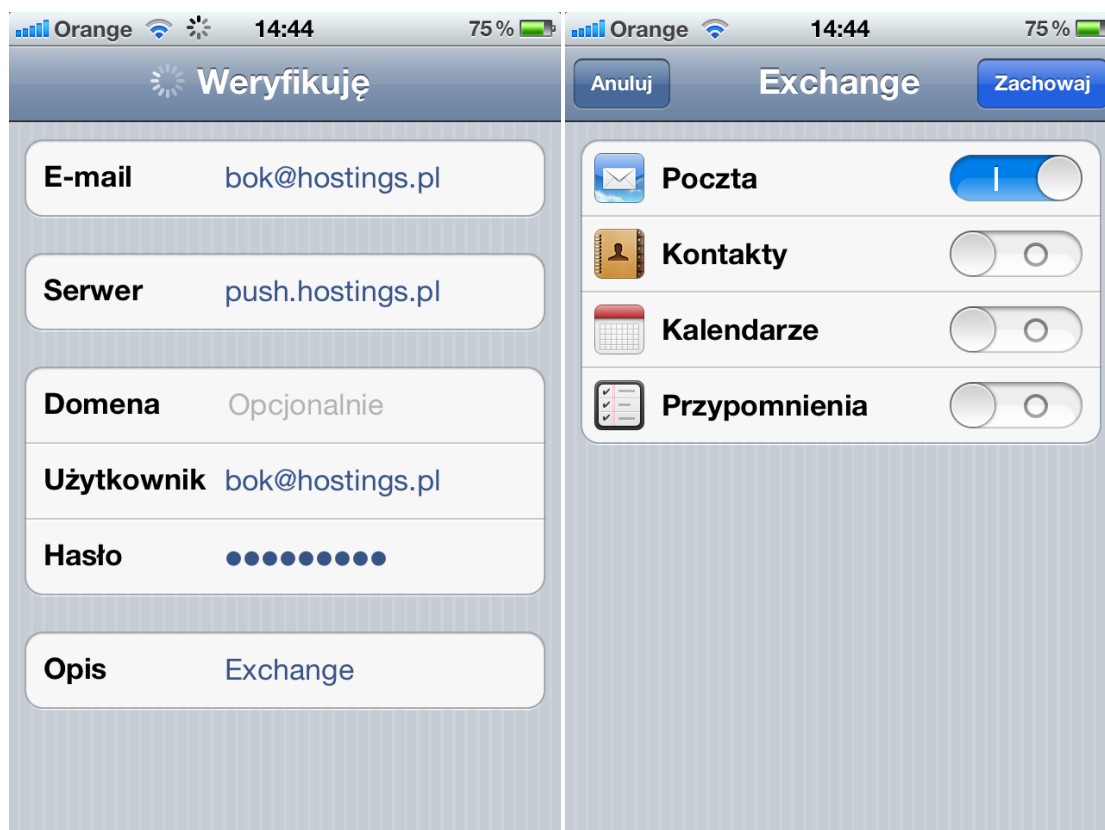 Orange 14:44 75 %
Weryfikuję
E-mail bok@hostings.pl
Serwer push.hostings.pl
Domena Opcjonalnie
Użytkownik bok@hostings.pl
Hasło ●●●●●●●●●
Opis Exchange
Orange 14:44 75 %
Anuluj Exchange Zachowaj
Poczta
Kontakty
Kalendarze
Przypomnienia